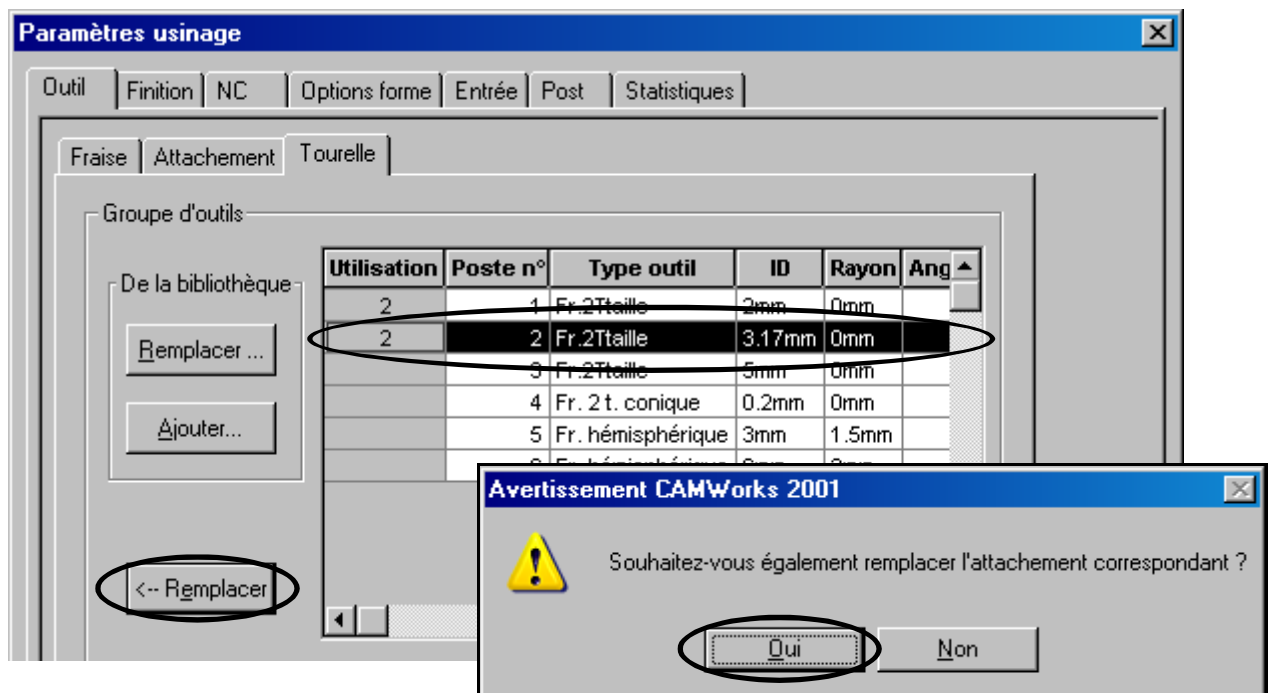 Paramètres usinage
Outil Finition NC Options forme Entrée Post Statistiques
Fraise Attachement Tourelle
Groupe d'outils
De la bibliothèque
Remplacer ...
Ajouter...
<-- Remplacer
Utilisation Poste n° Type outil ID Rayon Ang
2 1 Fr.2Ttaille 2mm 0mm
2 2 Fr.2Ttaille 3.17mm 0mm
3 Fr.2Ttaille 5mm 0mm
4 Fr. 2 t. conique 0.2mm 0mm
5 Fr. hémisphérique 3mm 1.5mm
Avertissement CAMWorks 2001
Souhaitez-vous également remplacer l'attachement correspondant ?
Oui Non